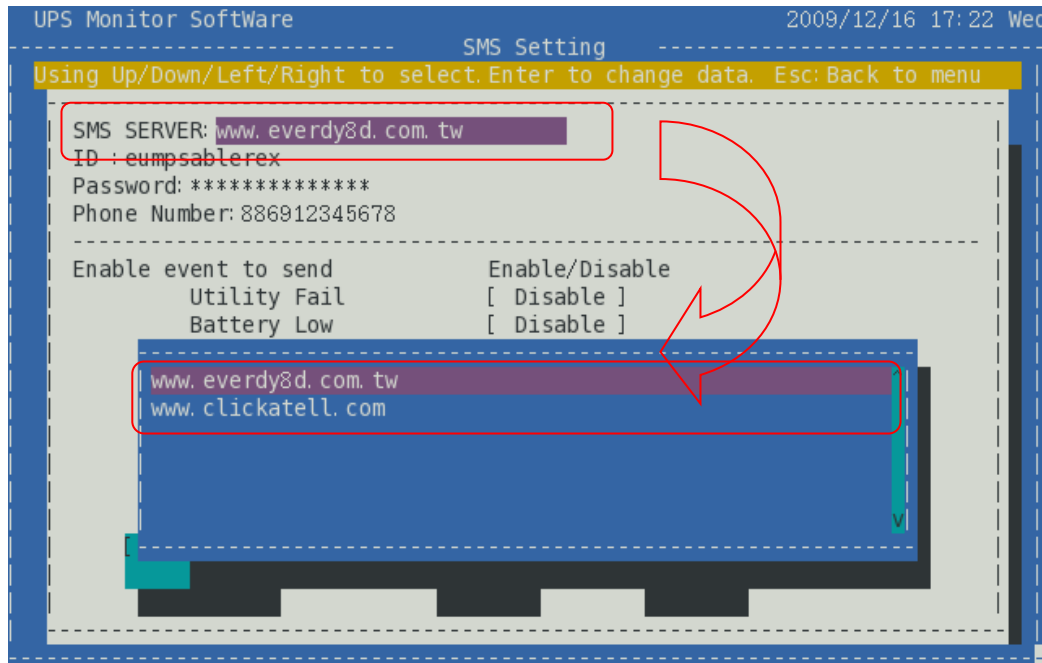 UPS Monitor SoftWare 2009/12/16 17:22 Wed
SMS Setting
Using Up/Down/Left/Right to select.Enter to change data. Esc:Back to menu
SMS SERVER: www.everdy8d.com.tw
ID : eumpsablerex
Password: **************
Phone Number: 886912345678
Enable event to send Enable/Disable
Utility Fail [ Disable ]
Battery Low [ Disable ]
www.everdy8d.com.tw ^
www.clickatell.com
v
[